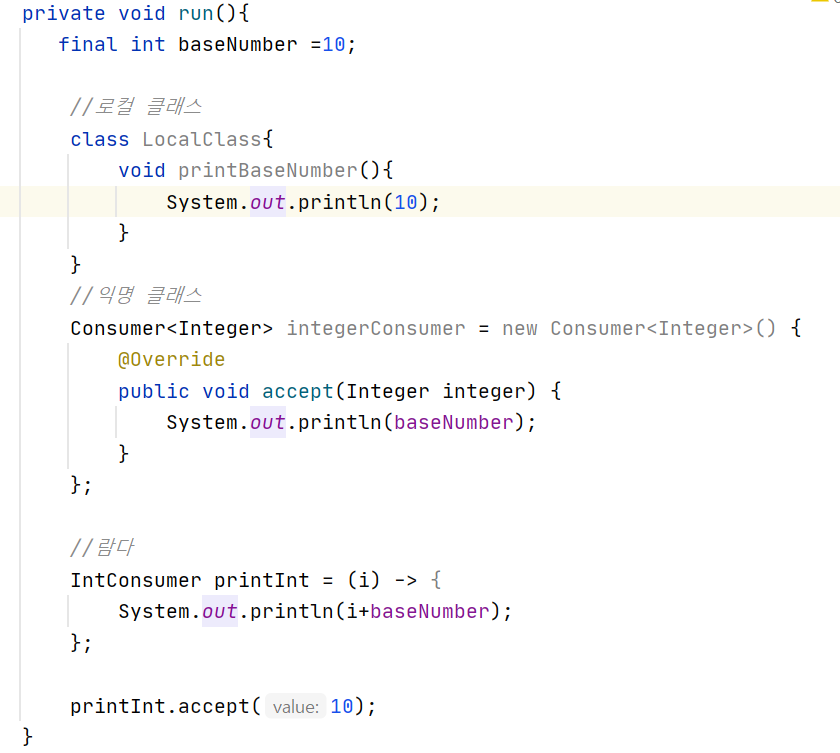 private void run(){
final int baseNumber =10;
//로컬 클래스
class LocalClass{
void printBaseNumber(){
System.out.println(10);
}
}
//익명 클래스
Consumer<Integer> integerConsumer = new Consumer<Integer>() {
@Override
public void accept(Integer integer) {
System.out.println(baseNumber);
}
};
//람다
IntConsumer printInt = (i) -> {
System.out.println(i+baseNumber);
};
printInt.accept( value: 10);
}